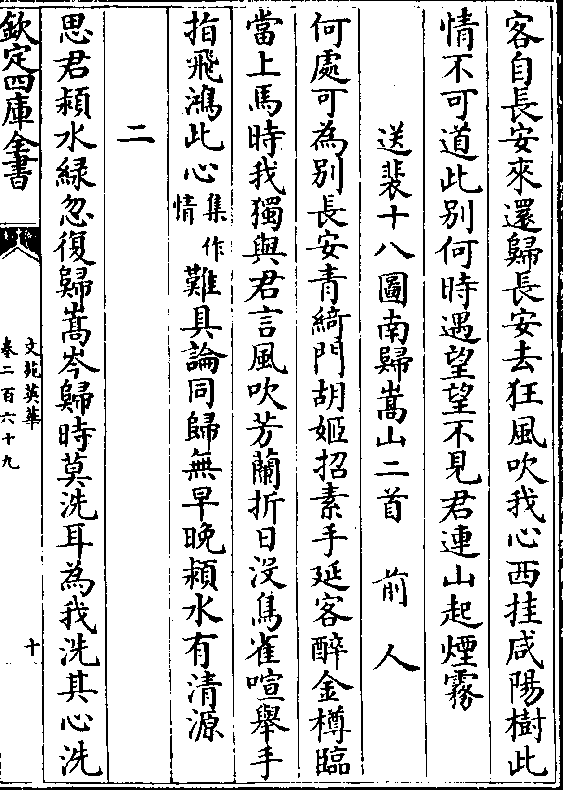 客自長安來還歸長安去狂風吹我心西挂咸陽樹此
情不可道此別何時遇望望不見君連山起煙霧
送裴十八圖南歸嵩山二首　前人
何處可為別長安青綺門胡姬招素手延客醉金樽臨
當上馬時我獨與君言風吹芳蘭折日没鳥雀喧舉手
指飛鴻此心集作情難具論同歸無早晚潁水有清源
二
思君潁水緑忽復歸嵩岑歸時莫洗耳為我洗其心洗
欽定四庫全書
文苑英華
卷二百六十九
十